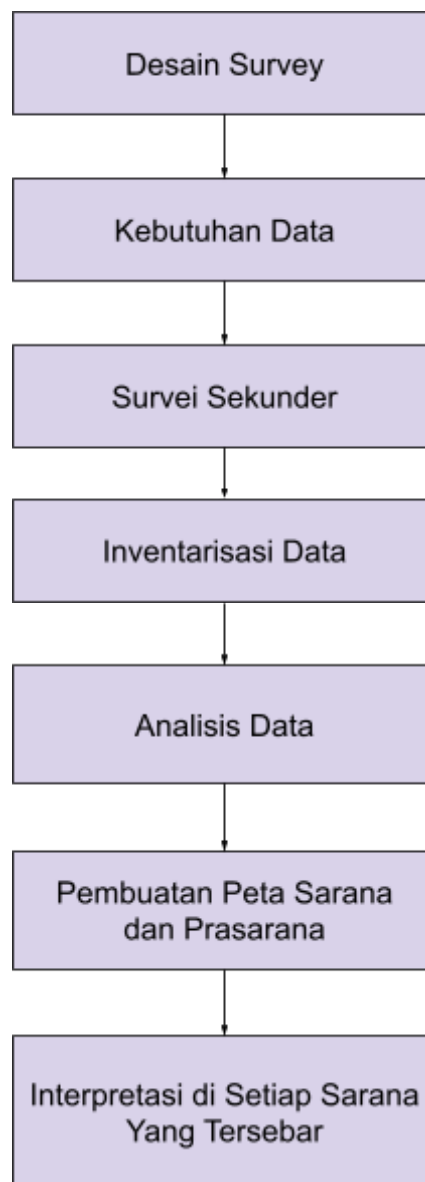 Desain Survey
Kebutuhan Data
Survei Sekunder
Inventarisasi Data
Analisis Data
Pembuatan Peta Sarana
dan Prasarana
Interpretasi di Setiap Sarana
Yang Tersebar